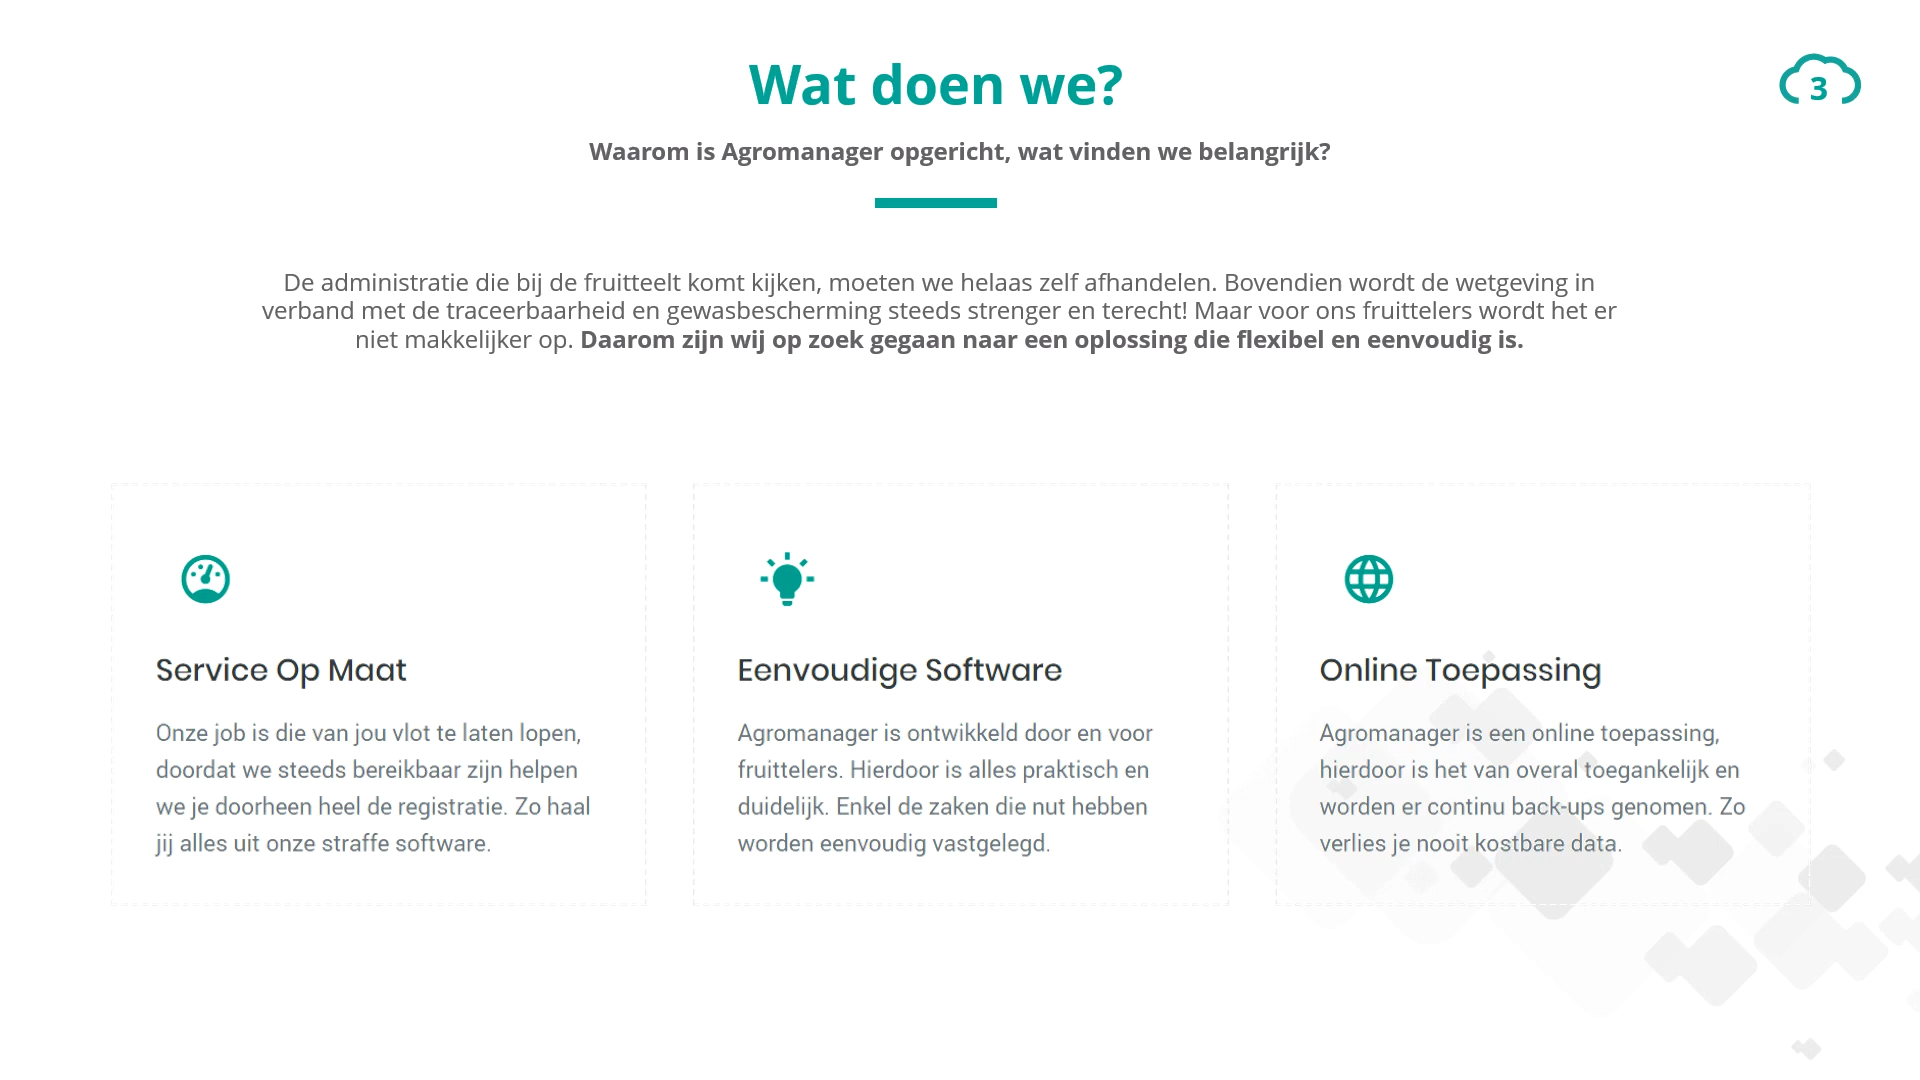 Wat doen we?
3
Waarom is Agromanager opgericht, wat vinden we belangrijk?
De administratie die bij de fruitteelt komt kijken, moeten we helaas zelf afhandelen. Bovendien wordt de wetgeving in
verband met de traceerbaarheid en gewasbescherming steeds strenger en terecht! Maar voor ons fruittelers wordt het er
niet makkelijker op. Daarom zijn wij op zoek gegaan naar een oplossing die flexibel en eenvoudig is.
Service Op Maat
Onze job is die van jou vlot te laten lopen,
doordat we steeds bereikbaar zijn helpen
we je doorheen heel de registratie. Zo haal
jij alles uit onze straffe software.
Eenvoudige Software
Agromanager is ontwikkeld door en voor
fruittelers. Hierdoor is alles praktisch en
duidelijk. Enkel de zaken die nut hebben
worden eenvoudig vastgelegd.
Online Toepassing
Agromanager is een online toepassing,
hierdoor is het van overal toegankelijk en
worden er continu back-ups genomen. Zo
verlies je nooit kostbare data.